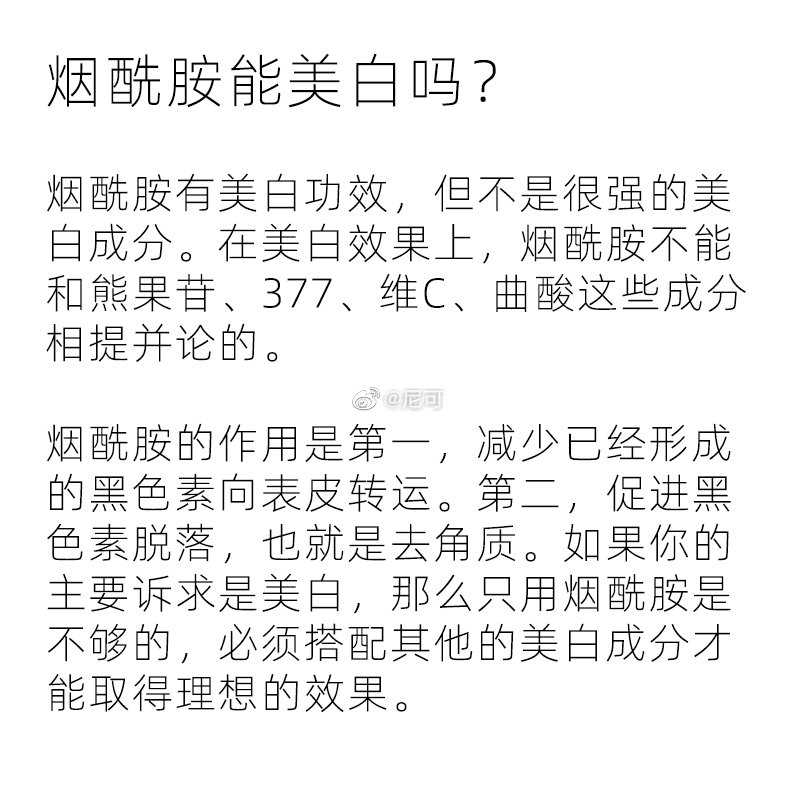 烟酰胺能美白吗？
烟酰胺有美白功效，但不是很强的美
白成分。在美白效果上，烟酰胺不能
和熊果苷、377、维C、曲酸这些成分
相提并论的。
@尼可
烟酰胺的作用是第一，减少已经形成
的黑色素向表皮转运。第二，促进黑
色素脱落，也就是去角质。如果你的
主要诉求是美白，那么只用烟酰胺是
不够的，必须搭配其他的美白成分才
能取得理想的效果。